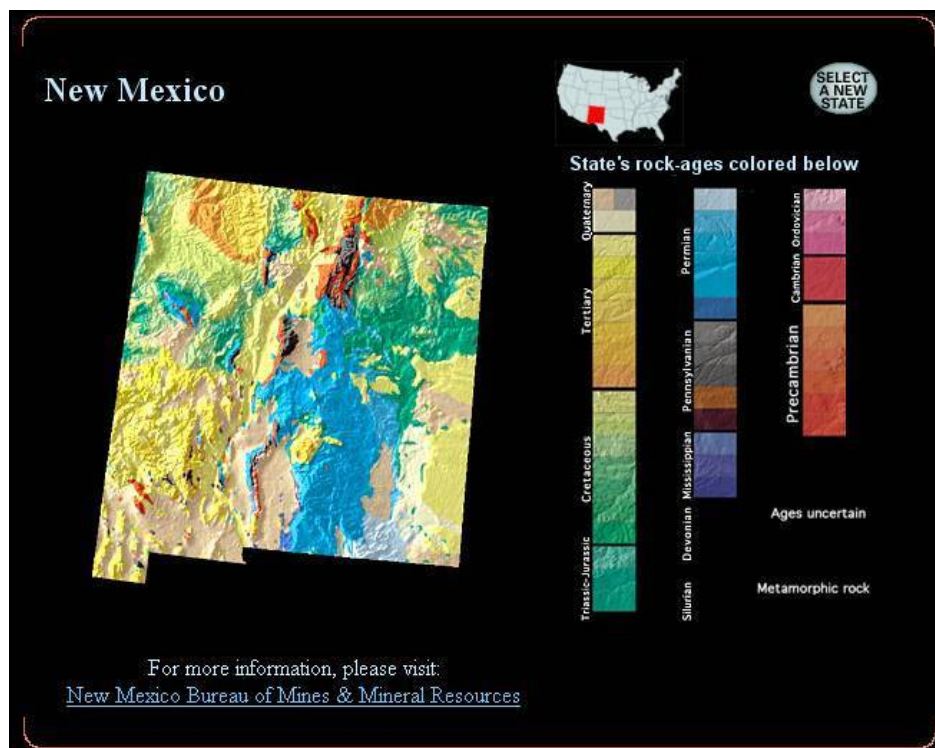 New Mexico
SELECT
A NEW
STATE
State's rock-ages colored below
Quaternary
Tertiary
Cretaceous
Triassic-Jurassic
Permian
Pennsylvanian
Mississippian
Devonian
Silurian
Ordovician
Cambrian
Precambrian
Ages uncertain
Metamorphic rock
For more information, please visit:
New Mexico Bureau of Mines & Mineral Resources